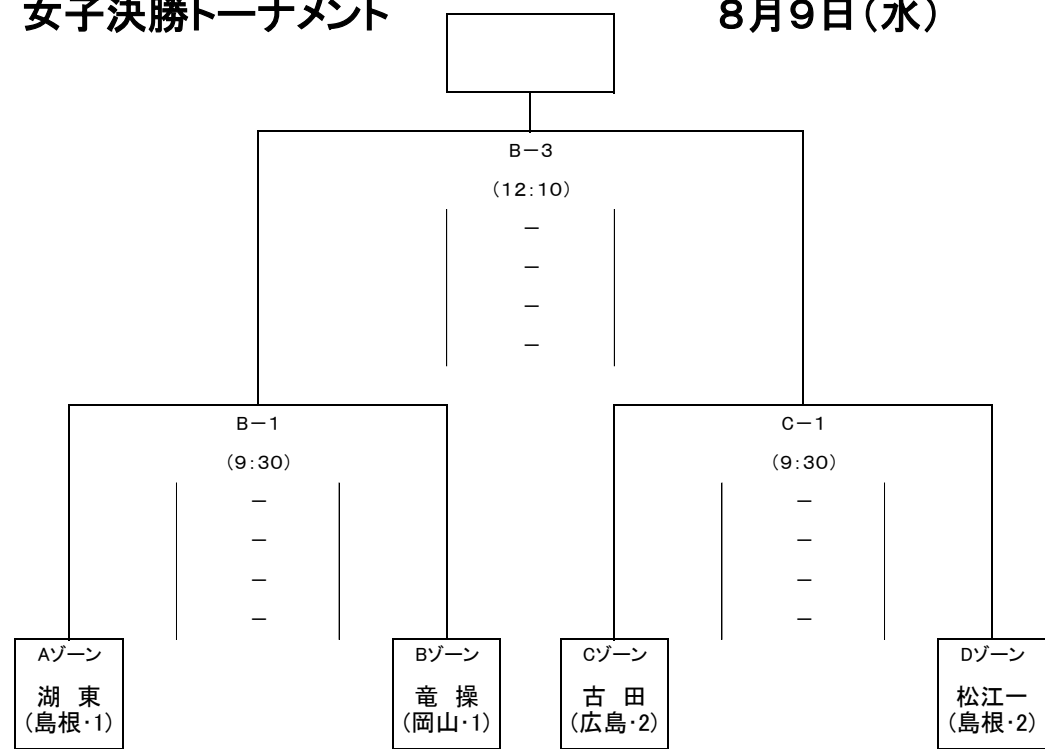 女子決勝トーナメント
8月9日(水)
B-3
(12:10)
-
-
-
-
B-1
C-1
(9:30)
(9:30)
- -
- -
- -
- -
Aゾーン Bゾーン Cゾーン Dゾーン
湖 東 竜 操 古 田 松江一
(島根・1) (岡山・1) (広島・2) (島根・2)